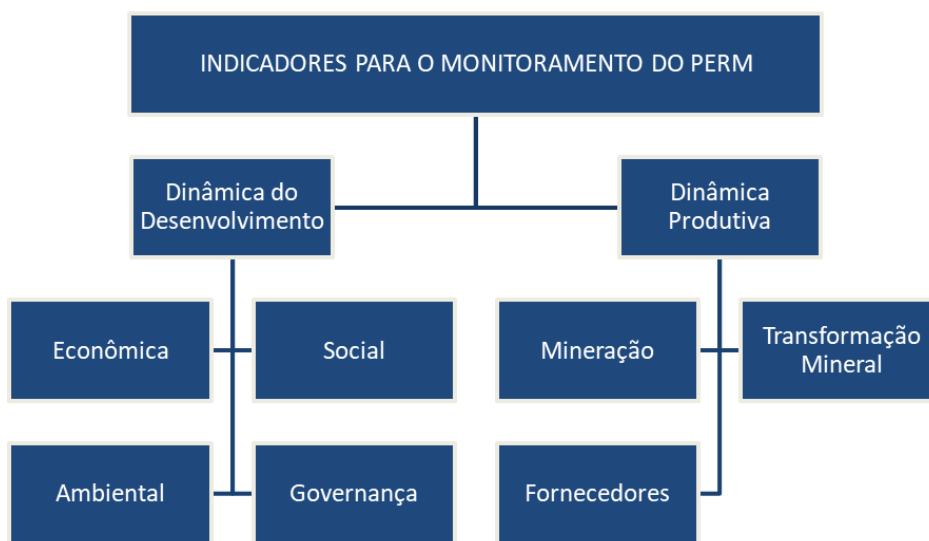 INDICADORES PARA O MONITORAMENTO DO PERM
Dinâmica do
Desenvolvimento
Dinâmica
Produtiva
Econômica
Social
Mineração
Transformação
Mineral
Ambiental
Governança
Fornecedores